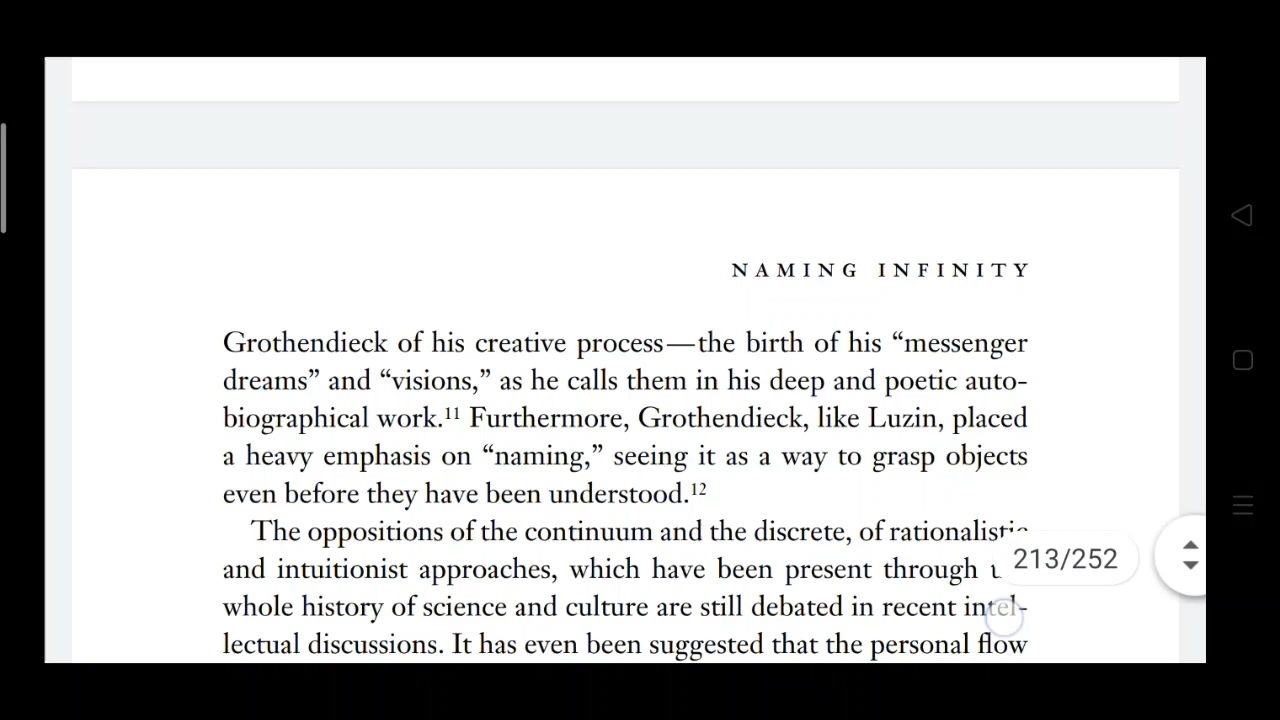 NAMING INFINITY
Grothendieck of his creative process—the birth of his “messenger
dreams” and “visions,” as he calls them in his deep and poetic auto-
biographical work.11 Furthermore, Grothendieck, like Luzin, placed
a heavy emphasis on “naming,” seeing it as a way to grasp objects
even before they have been understood.12
The oppositions of the continuum and the discrete, of rationalistic
and intuitionist approaches, which have been present through
213/252
whole history of science and culture are still debated in recent intel-
lectual discussions. It has even been suggested that the personal flow